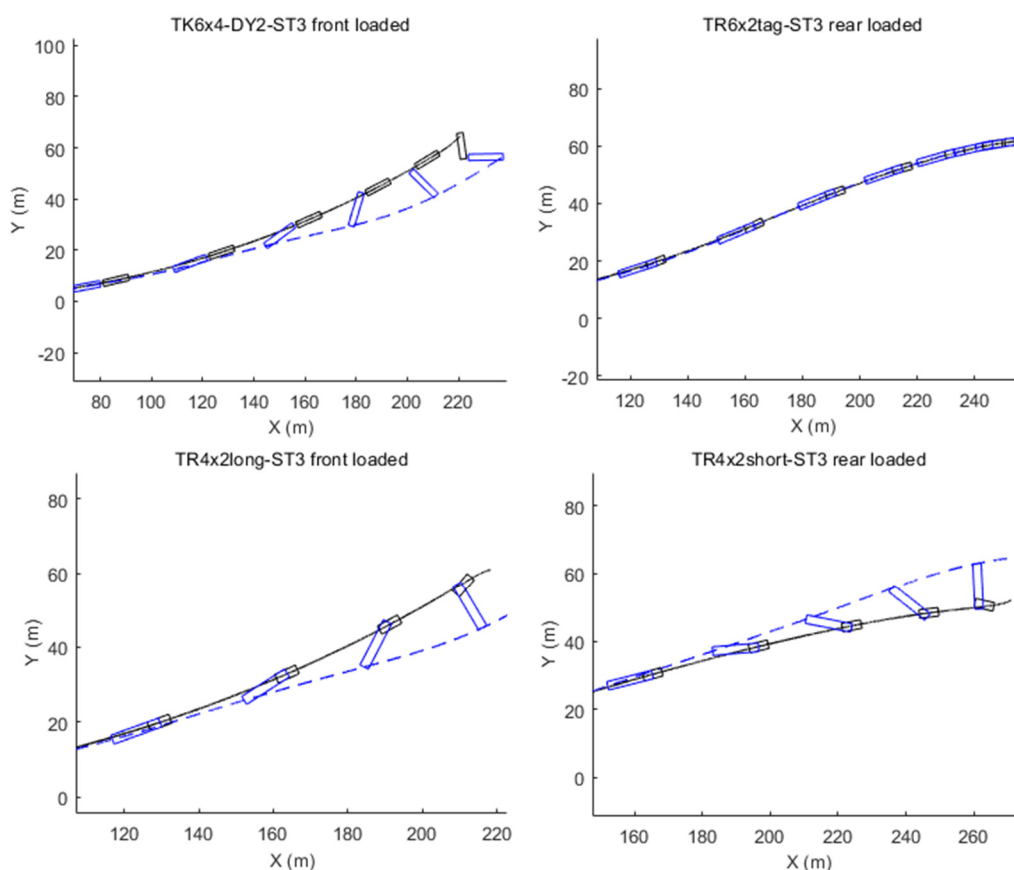 TK6x4-DY2-ST3 front loaded
100
80
60
40
20
0
-20
Y (m)
80 100 120 140 160 180 200 220
X (m)
TR6x2tag-ST3 rear loaded
80
60
40
20
0
-20
Y (m)
120 140 160 180 200 220 240
X (m)
TR4x2long-ST3 front loaded
80
60
40
20
0
Y (m)
120 140 160 180 200 220
X (m)
TR4x2short-ST3 rear loaded
80
60
40
20
0
Y (m)
160 180 200 220 240 260
X (m)